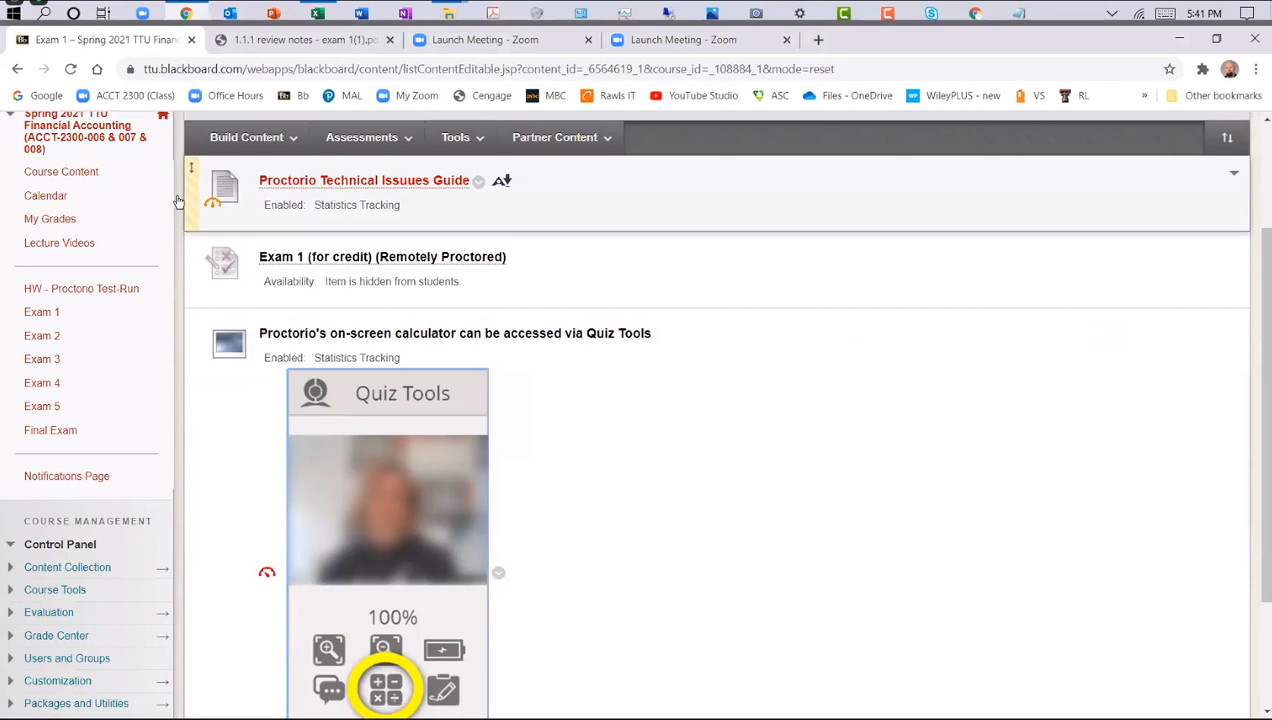 5:41 PM
Exam 1 – Spring 2021 TTU Financ
1.1.1 review notes - exam 1(1).pd
Launch Meeting - Zoom
Launch Meeting - Zoom
ttu.blackboard.com/webapps/blackboard/content/listContentEditable.jsp?content_id=_6564619_1&course_id=_108884_1&mode=reset
Google
ACCT 2300 (Class)
Office Hours
Bb
MAL
My Zoom
Cengage
MBC
Rawls IT
YouTube Studio
ASC
Files - OneDrive
WileyPLUS - new
VS
RL
»
Other bookmarks
Spring 2021 TTU
Financial Accounting
(ACCT-2300-006 & 007 &
008)
Course Content
Calendar
My Grades
Lecture Videos
HW - Proctorio Test-Run
Exam 1
Exam 2
Exam 3
Exam 4
Exam 5
Final Exam
Notifications Page
COURSE MANAGEMENT
Control Panel
Content Collection
Course Tools
Evaluation
Grade Center
Users and Groups
Customization
Packages and Utilities
Build Content
Assessments
Tools
Partner Content
Proctorio Technical Issuues Guide
Enabled: Statistics Tracking
Exam 1 (for credit) (Remotely Proctored)
Availability: Item is hidden from students.
Proctorio's on-screen calculator can be accessed via Quiz Tools
Enabled: Statistics Tracking
Quiz Tools
100%